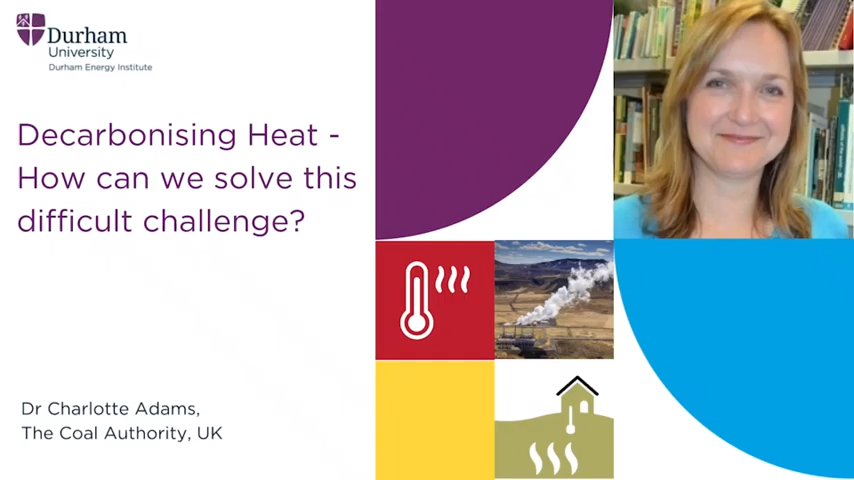 Durham
University
Durham Energy Institute
Decarbonising Heat -
How can we solve this
difficult challenge?
Dr Charlotte Adams,
The Coal Authority, UK